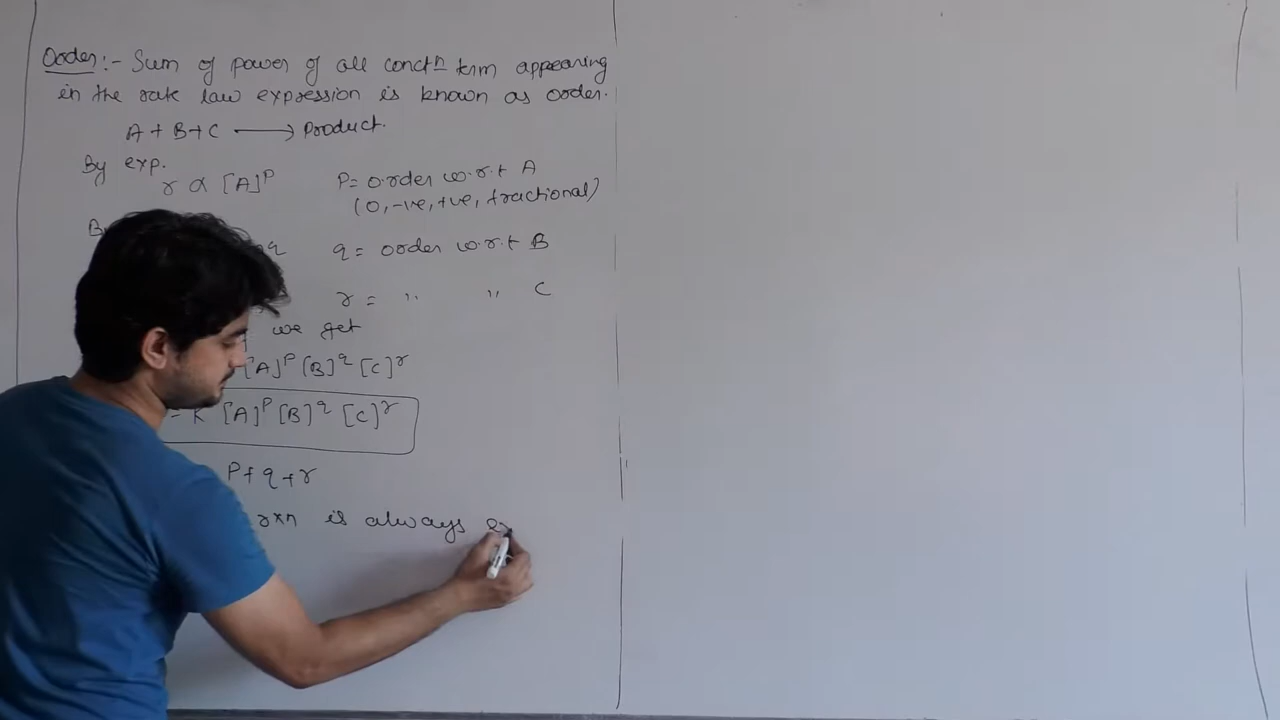 Order:- Sum of power of all conctn term appearing
in the rate law expression is known as order.
A + B + C ⟶ Product.
By exp.
r ∝ [A]^p P = order w.r.t A
(0, -ve, +ve, fractional)
q q = order w.r.t B
r = " " C
we get
[A]^p [B]^q [C]^r
= K [A]^p [B]^q [C]^r
P + q + r
rxn is always